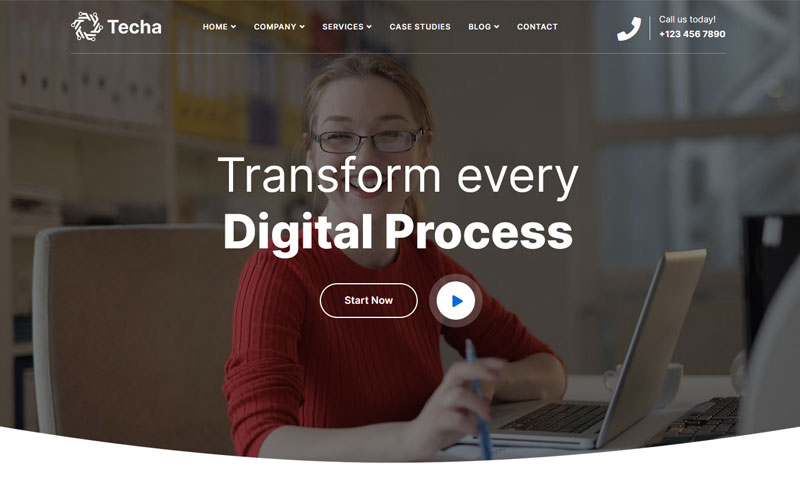 Techa
HOME
COMPANY
SERVICES
CASE STUDIES
BLOG
CONTACT
Call us today!
+123 456 7890
Transform every
Digital Process
Start Now